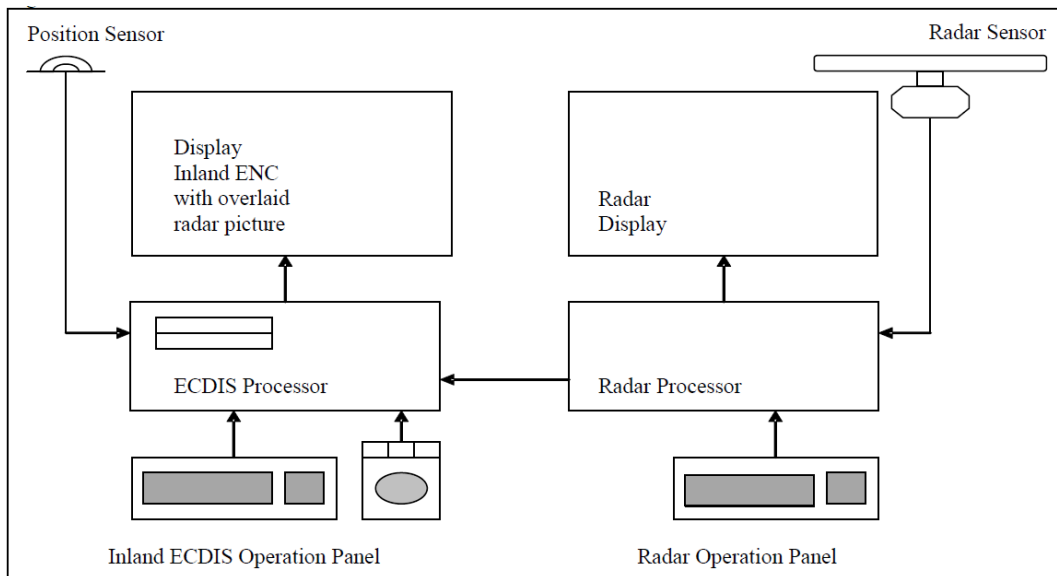 Position Sensor
Radar Sensor
Display
Inland ENC
with overlaid
radar picture
Radar
Display
ECDIS Processor
Radar Processor
Inland ECDIS Operation Panel
Radar Operation Panel